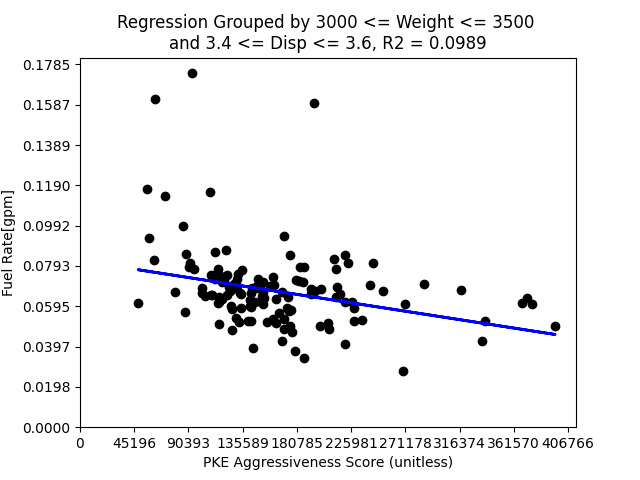 Regression Grouped by 3000 <= Weight <= 3500
and 3.4 <= Disp <= 3.6, R2 = 0.0989
0.1785
0.1587
0.1389
0.1190
0.0992
0.0793
0.0595
0.0397
0.0198
0.0000
Fuel Rate[gpm]
0 45196 90393 135589 180785 225981 271178 316374 361570 406766
PKE Aggressiveness Score (unitless)